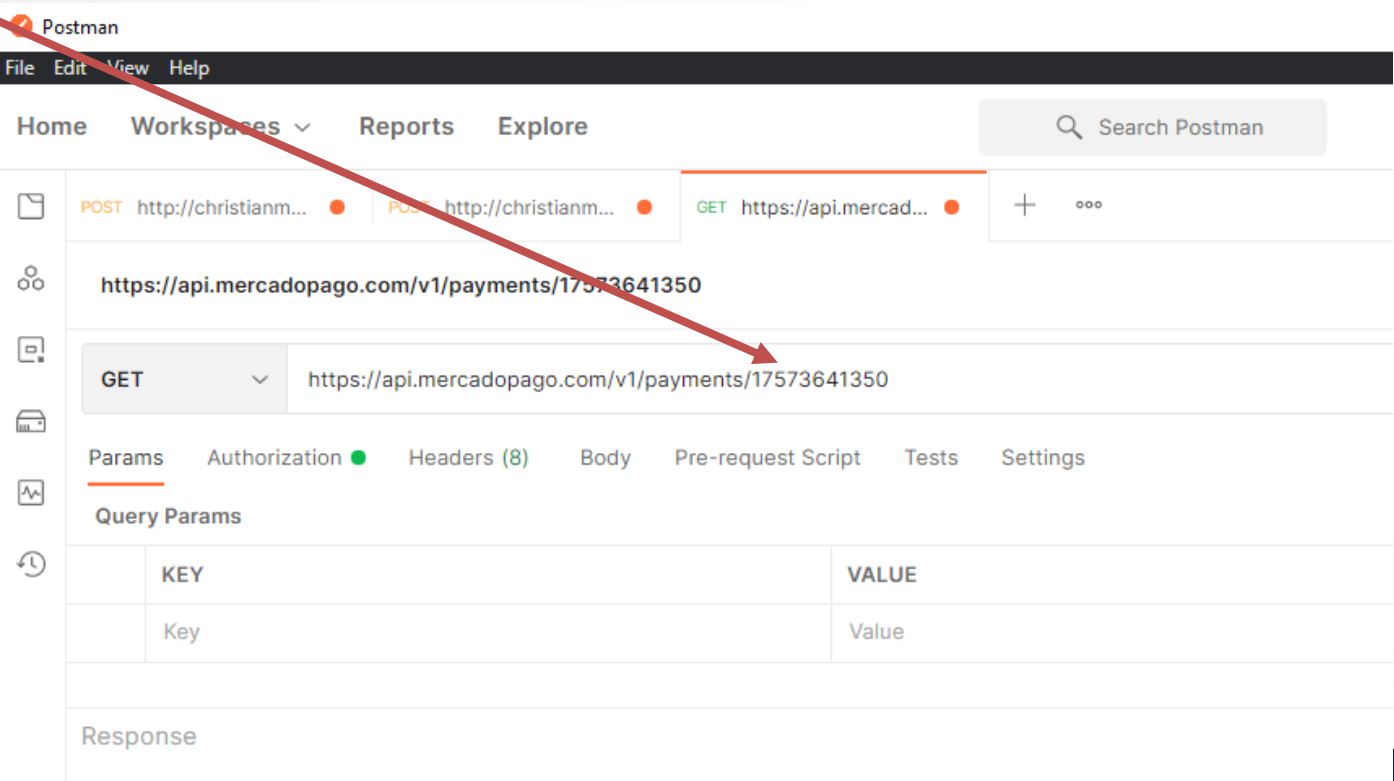 Postman
File Edit View Help
Home Workspaces Reports Explore Search Postman
POST http://christianm... POST http://christianm... GET https://api.mercad... ooo
https://api.mercadopago.com/v1/payments/17573641350
GET https://api.mercadopago.com/v1/payments/17573641350
Params Authorization Headers (8) Body Pre-request Script Tests Settings
Query Params
KEY VALUE
Key Value
Response